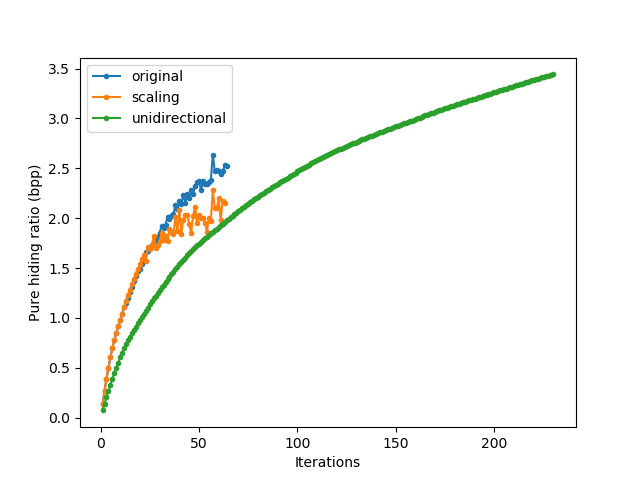 original
scaling
unidirectional
3.5
3.0
2.5
2.0
1.5
1.0
0.5
0.0
Pure hiding ratio (bpp)
0 50 100 150 200
Iterations